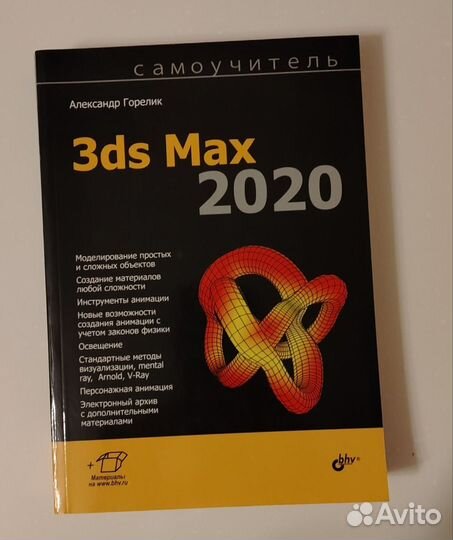 самоучитель
Александр Горелик
3ds Max
2020
Моделирование простых
и сложных объектов
Создание материалов
любой сложности
Инструменты анимации
Новые возможности
создания анимации с
учетом законов физики
Освещение
Стандартные методы
визуализации, mental
ray, Arnold, V-Ray
Персонажная анимация
Электронный архив
с дополнительными
материалами
+
Материалы
на www.bhv.ru
bhv®
Avito